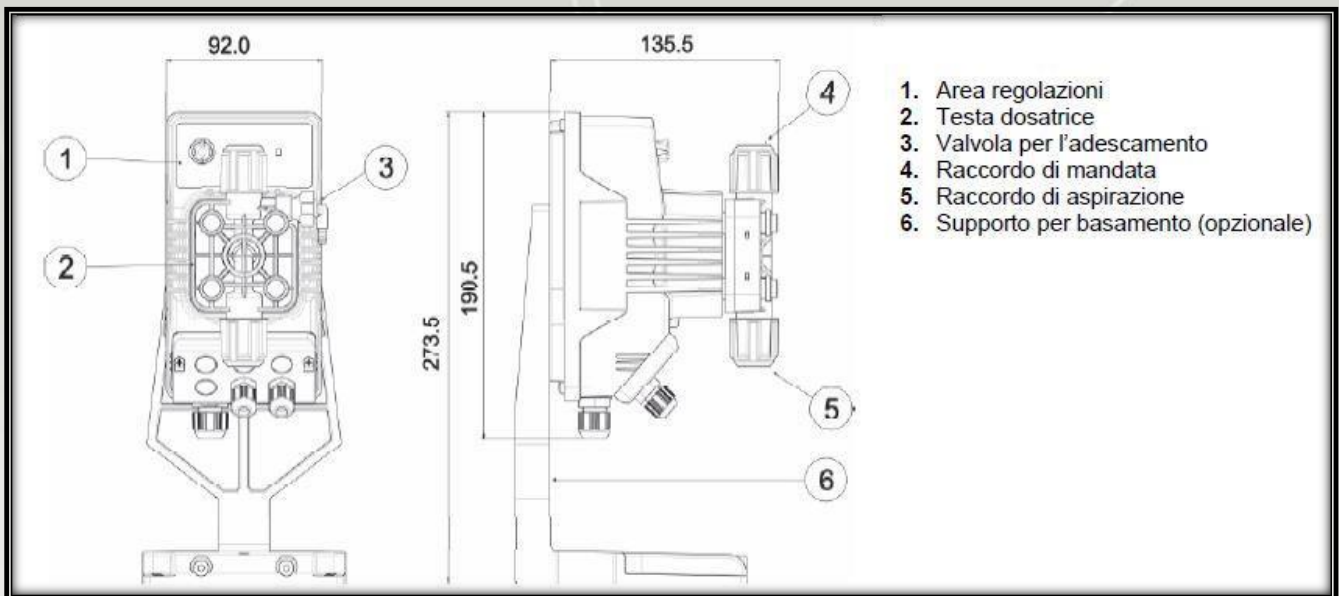 92.0
135.5
1
2
3
273.5
190.5
4
5
6
1. Area regolazioni
2. Testa dosatrice
3. Valvola per l'adescamento
4. Raccordo di mandata
5. Raccordo di aspirazione
6. Supporto per basamento (opzionale)